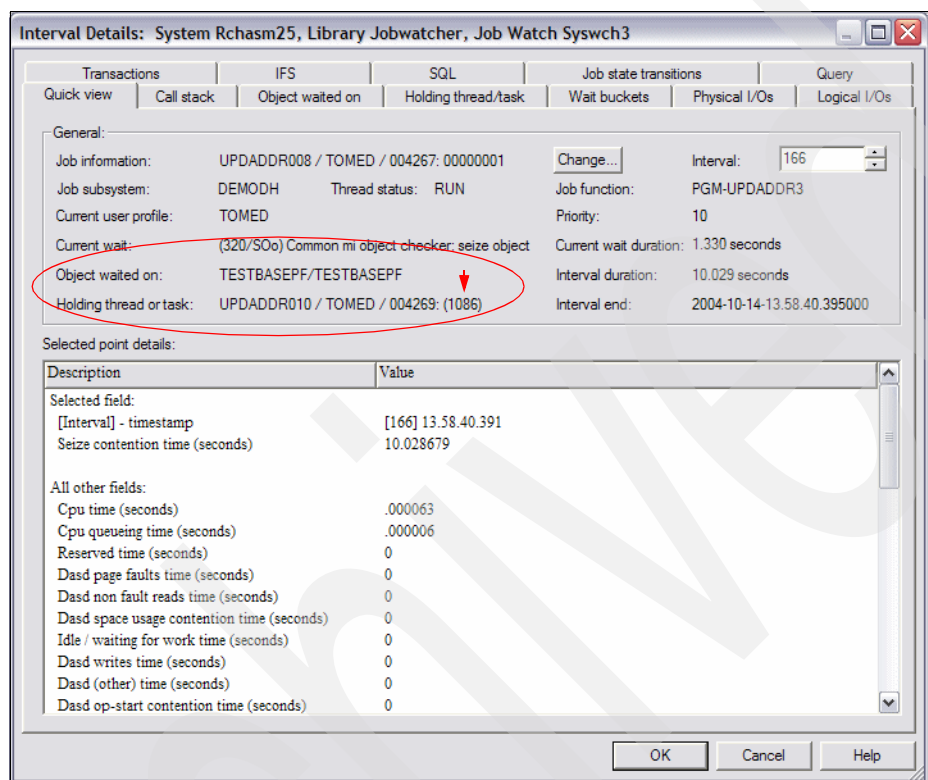 Interval Details: System Rchasm25, Library Jobwatcher, Job Watch Syswch3
Transactions IFS SQL Job state transitions Query
Quick view Call stack Object waited on Holding thread/task Wait buckets Physical I/Os Logical I/Os
General:
Job information: UPDADDR008 / TOMED / 004267: 00000001 Change... Interval: 166
Job subsystem: DEMODH Thread status: RUN Job function: PGM-UPDADDR3
Current user profile: TOMED Priority: 10
Current wait: (320/SOo) Common mi object checker: seize object Current wait duration: 1.330 seconds
Object waited on: TESTBASEPF/TESTBASEPF Interval duration: 10.029 seconds
Holding thread or task: UPDADDR010 / TOMED / 004269: (1086) Interval end: 2004-10-14-13.58.40.395000
Selected point details:
Description Value
Selected field:
[Interval] - timestamp [166] 13.58.40.391
Seize contention time (seconds) 10.028679
All other fields:
Cpu time (seconds) .000063
Cpu queueing time (seconds) .000006
Reserved time (seconds) 0
Dasd page faults time (seconds) 0
Dasd non fault reads time (seconds) 0
Dasd space usage contention time (seconds) 0
Idle / waiting for work time (seconds) 0
Dasd writes time (seconds) 0
Dasd (other) time (seconds) 0
Dasd op-start contention time (seconds) 0
OK Cancel Help